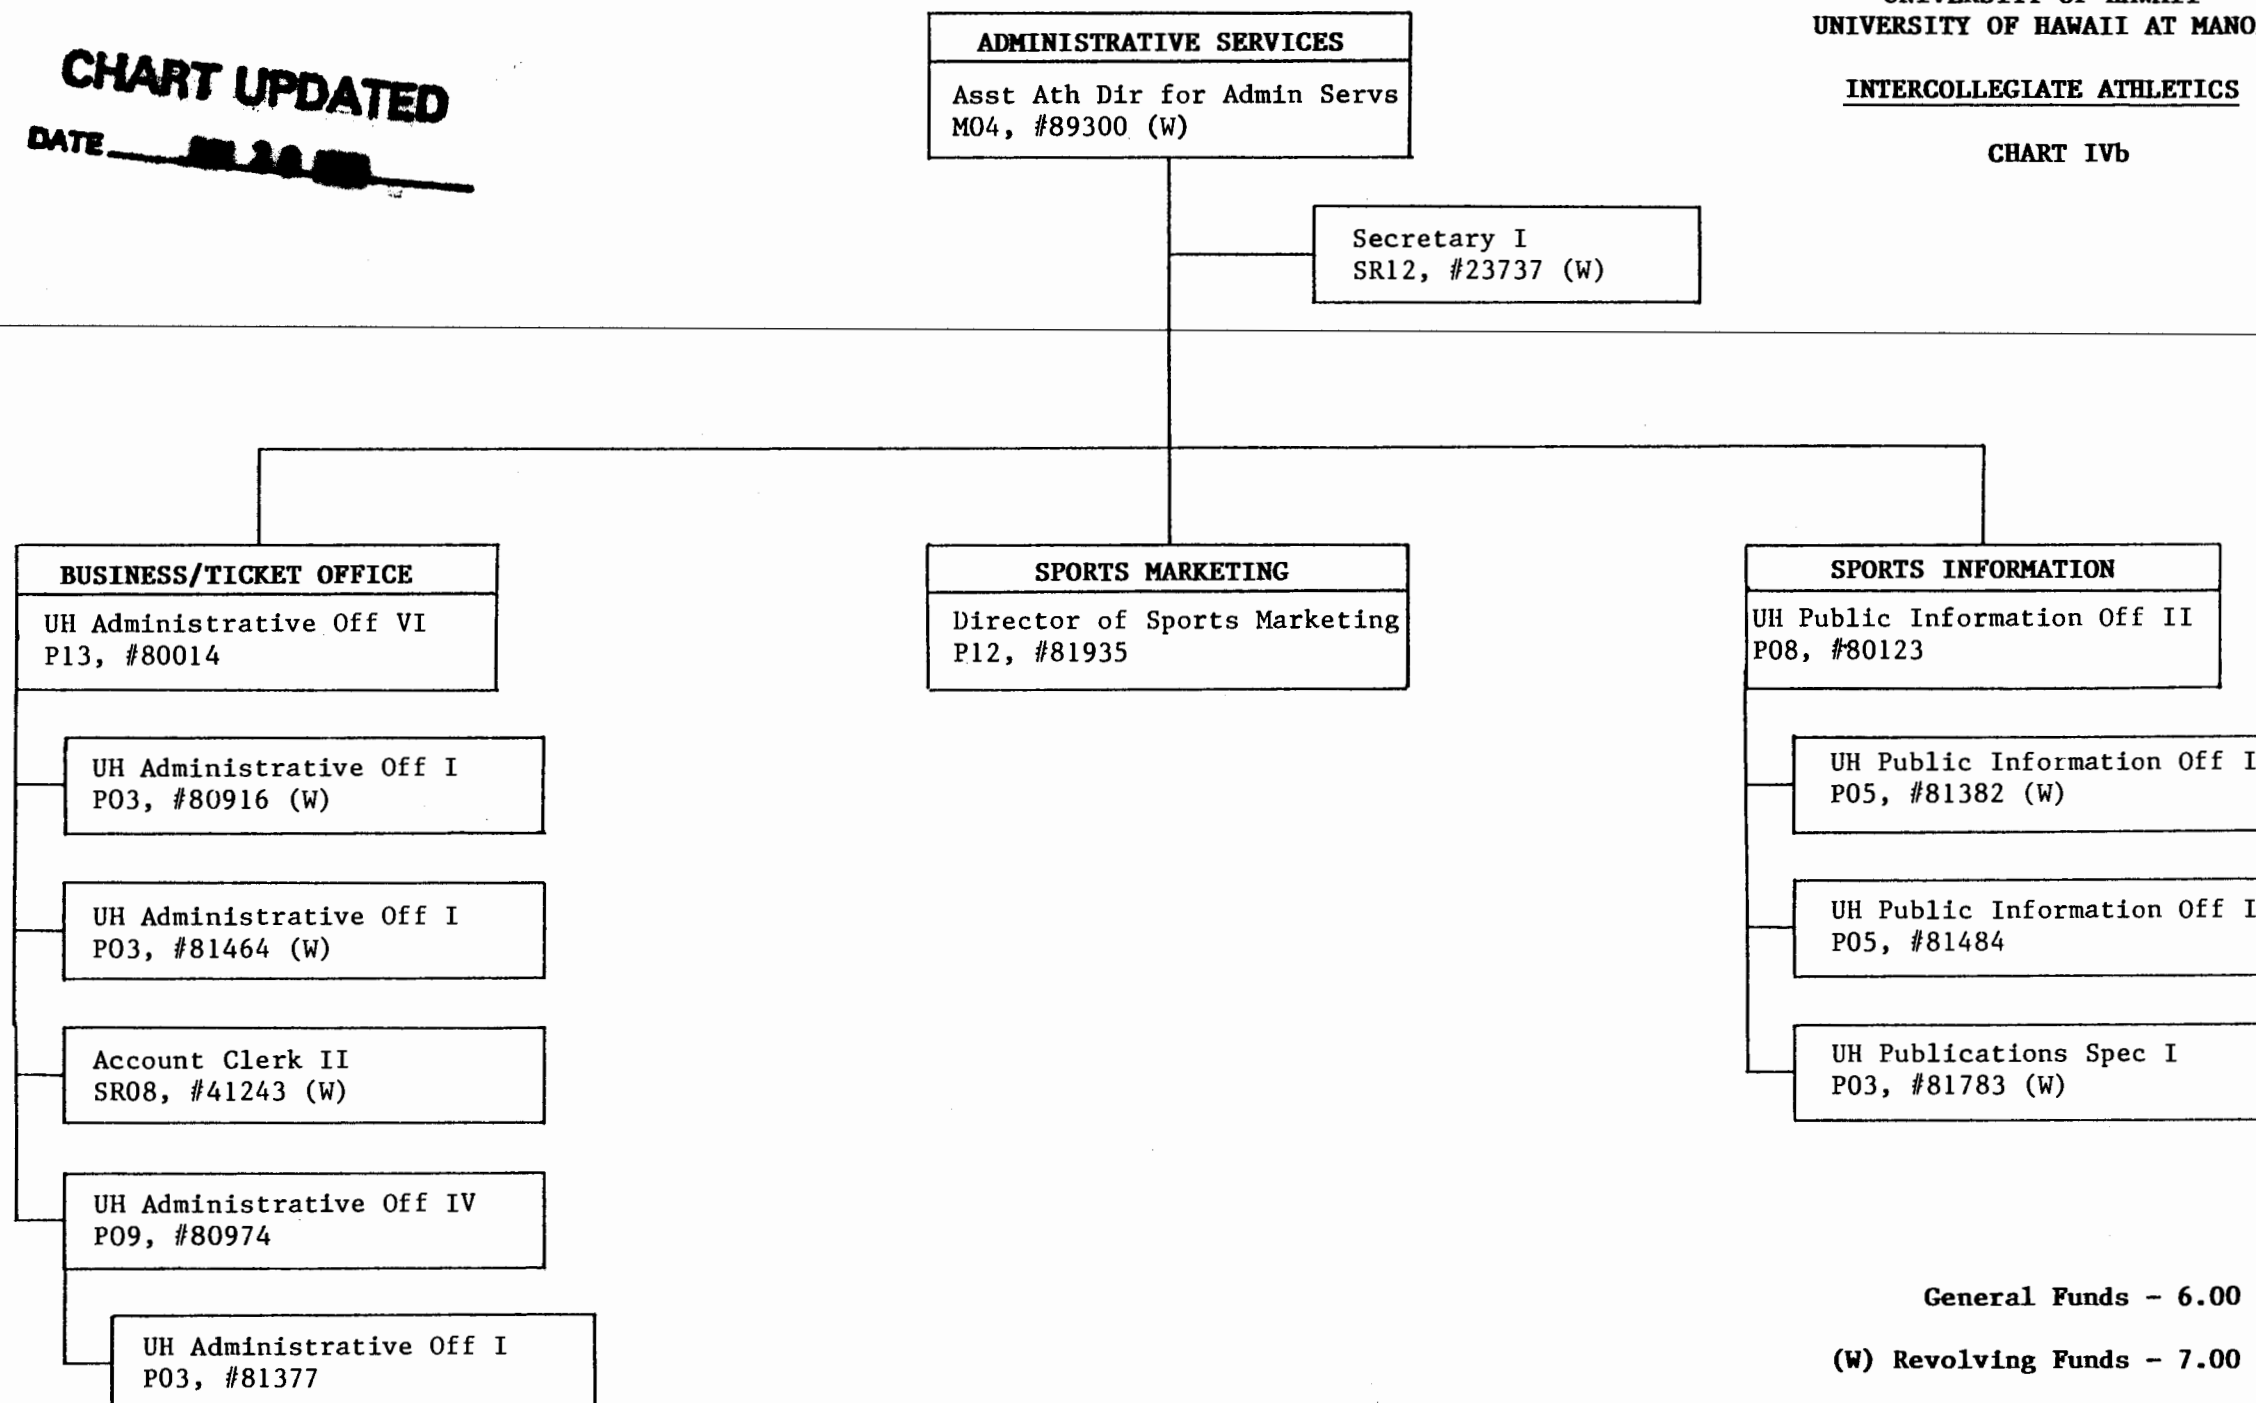 UNIVERSITY OF HAWAII AT
INTERCOLLEGIATE ATHLETICS
CHART IVb
CHART UPDATED
DATE
ADMINISTRATIVE SERVICES
Asst Ath Dir for Admin Servs
M04, #89300 (W)
Secretary I
SR12, #23737 (W)
BUSINESS/TICKET OFFICE
UH Administrative Off VI
P13, #80014
UH Administrative Off I
P03, #80916 (W)
UH Administrative Off I
P03, #81464 (W)
Account Clerk II
SR08, #41243 (W)
UH Administrative Off IV
P09, #80974
UH Administrative Off I
P03, #81377
SPORTS MARKETING
Director of Sports Marketing
P12, #81935
SPORTS INFORMATION
UH Public Information Off II
P08, #80123
UH Public Information Off I
P05, #81382 (W)
UH Public Information Off I
P05, #81484
UH Publications Spec I
P03, #81783 (W)
General Funds - 6.00
(W) Revolving Funds - 7.00